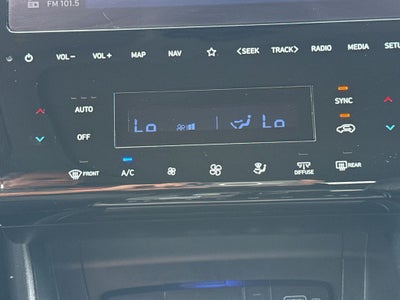 FM 101.5
VOL− VOL+ MAP NAV <SEEK TRACK> RADIO MEDIA SETU
AUTO SYNC
Lo Lo
OFF
FRONT A/C DIFFUSE REAR